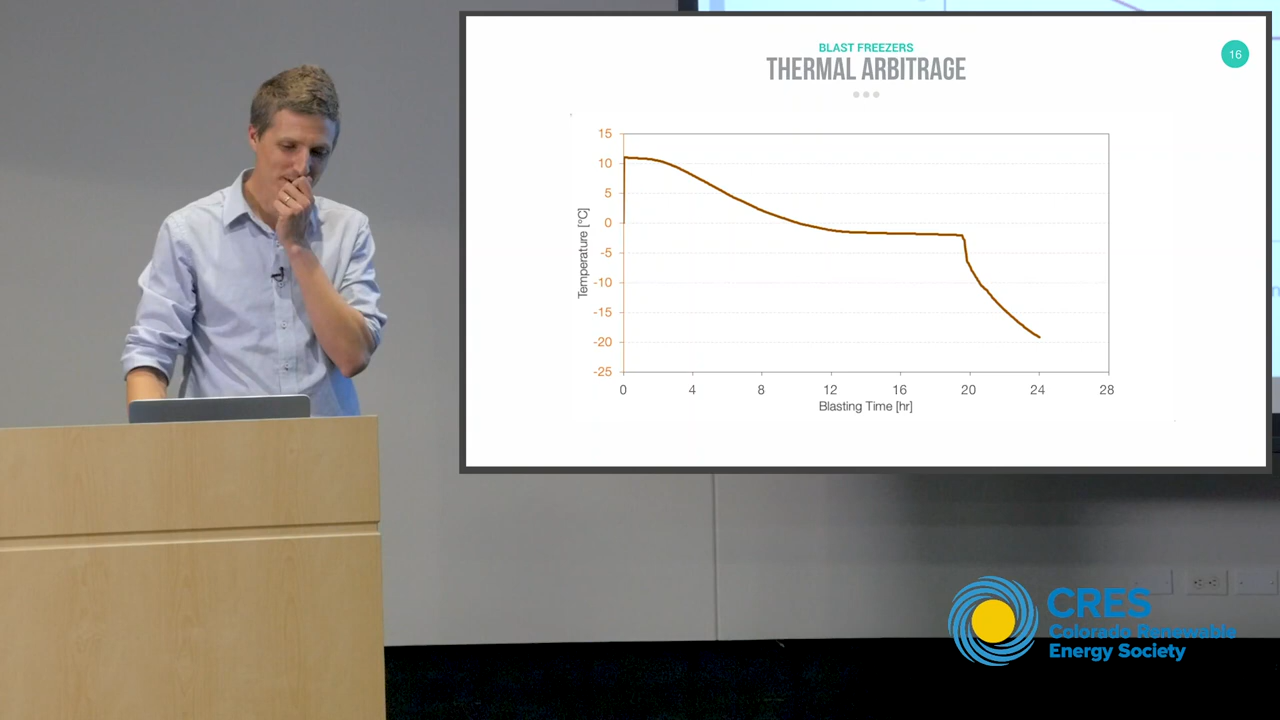 BLAST FREEZERS
THERMAL ARBITRAGE
16
15
10
5
0
-5
-10
-15
-20
-25
Temperature [°C]
0 4 8 12 16 20 24 28
Blasting Time [hr]
CRES
Colorado Renewable
Energy Society